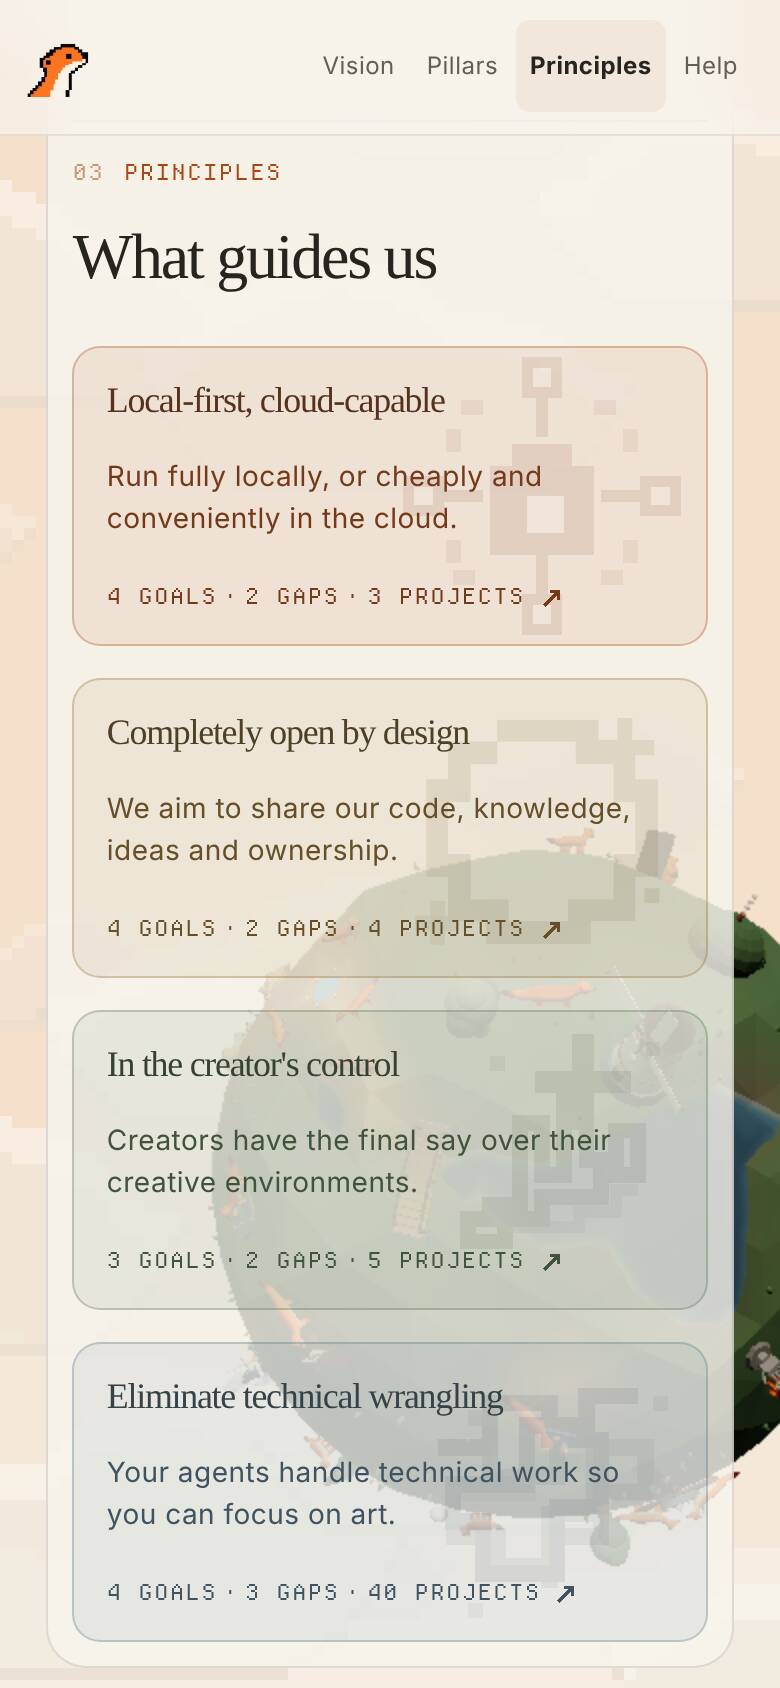 Vision Pillars Principles Help
03 PRINCIPLES
What guides us
Local-first, cloud-capable
Run fully locally, or cheaply and
conveniently in the cloud.
4 GOALS · 2 GAPS · 3 PROJECTS ↗
Completely open by design
We aim to share our code, knowledge,
ideas and ownership.
4 GOALS · 2 GAPS · 4 PROJECTS ↗
In the creator's control
Creators have the final say over their
creative environments.
3 GOALS · 2 GAPS · 5 PROJECTS ↗
Eliminate technical wrangling
Your agents handle technical work so
you can focus on art.
4 GOALS · 3 GAPS · 40 PROJECTS ↗